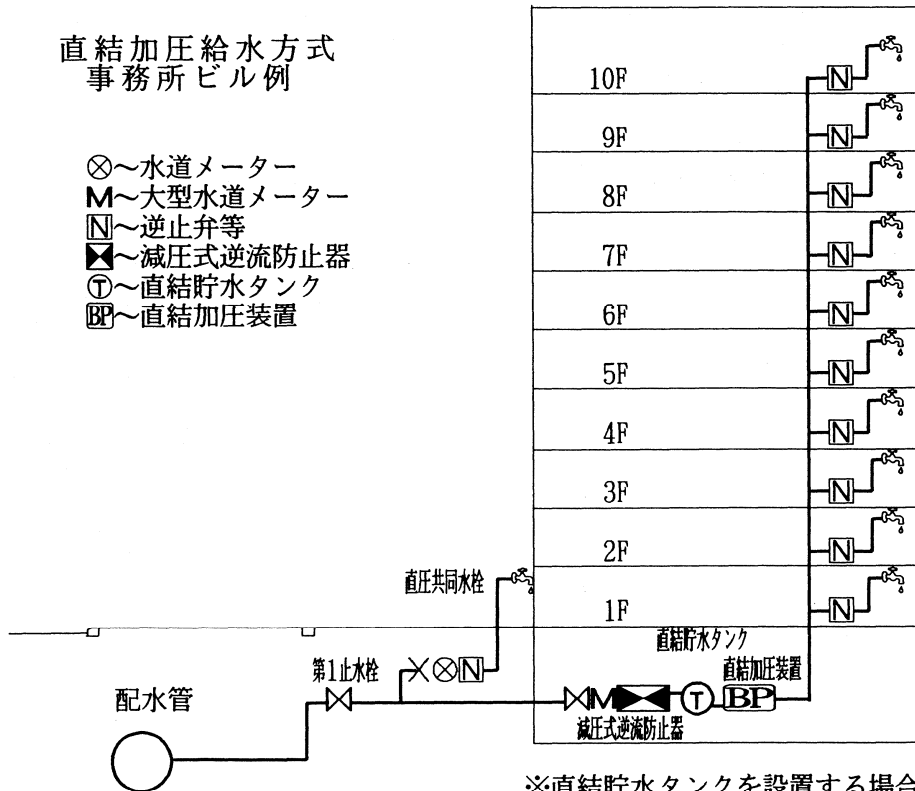 直結加圧給水方式
事務所ビル例
⊗～水道メーター
M～大型水道メーター
N～逆止弁等
～減圧式逆流防止器
T～直結貯水タンク
BP～直結加圧装置
10F
N
9F
N
8F
N
7F
N
6F
N
5F
N
4F
N
3F
N
2F
N
直圧共同水栓
1F
N
直結貯水タンク
第1止水栓
N
直結加圧装置
配水管
M
T
BP
減圧式逆流防止器
※直結貯水タンクを設置する場合